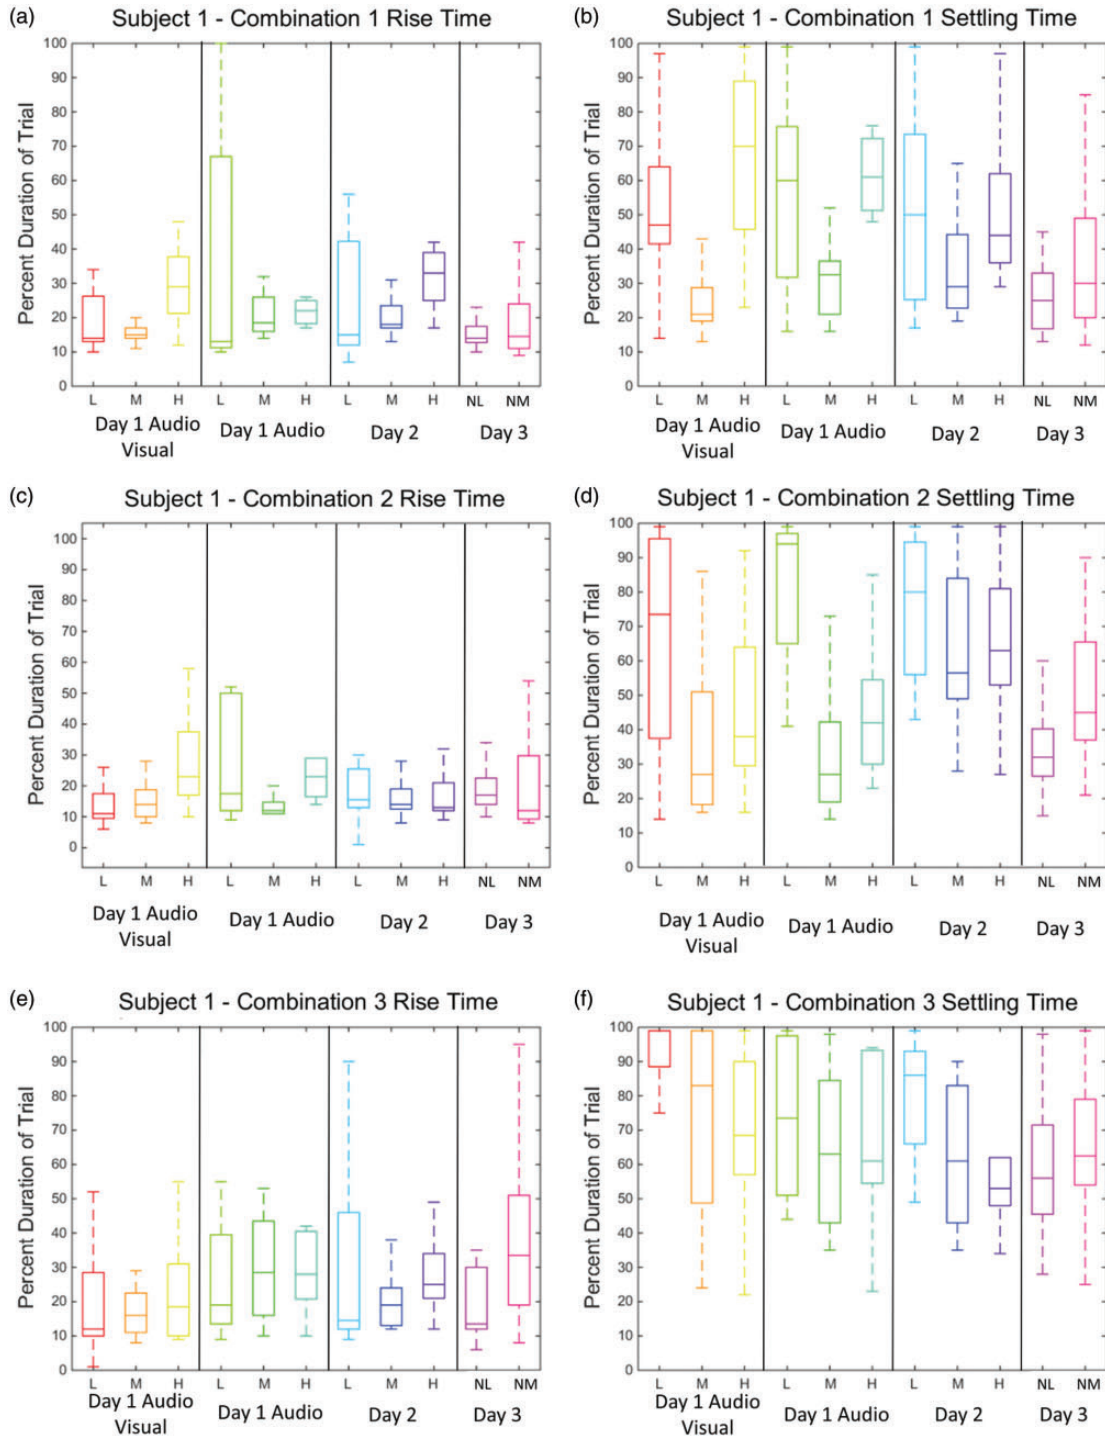 (a) Subject 1 - Combination 1 Rise Time
Percent Duration of Trial
100
90
80
70
60
50
40
30
20
10
0
L M H L M H L M H NL NM
Day 1 Audio Visual
Day 1 Audio
Day 2
Day 3
(b) Subject 1 - Combination 1 Settling Time
Percent Duration of Trial
100
90
80
70
60
50
40
30
20
10
0
L M H L M H L M H NL NM
Day 1 Audio
Visual
Day 1 Audio
Day 2
Day 3
(c) Subject 1 - Combination 2 Rise Time
Percent Duration of Trial
100
90
80
70
60
50
40
30
20
10
0
L M H L M H L M H NL NM
Day 1 Audio
Visual
Day 1 Audio
Day 2
Day 3
(d) Subject 1 - Combination 2 Settling Time
Percent Duration of Trial
100
90
80
70
60
50
40
30
20
10
0
L M H L M H L M H NL NM
Day 1 Audio
Visual
Day 1 Audio
Day 2
Day 3
(e) Subject 1 - Combination 3 Rise Time
Percent Duration of Trial
100
90
80
70
60
50
40
30
20
10
0
L M H L M H L M H NL NM
Day 1 Audio
Visual
Day 1 Audio
Day 2
Day 3
(f) Subject 1 - Combination 3 Settling Time
Percent Duration of Trial
100
90
80
70
60
50
40
30
20
10
0
L M H L M H L M H NL NM
Day 1 Audio
Visual
Day 1 Audio
Day 2
Day 3